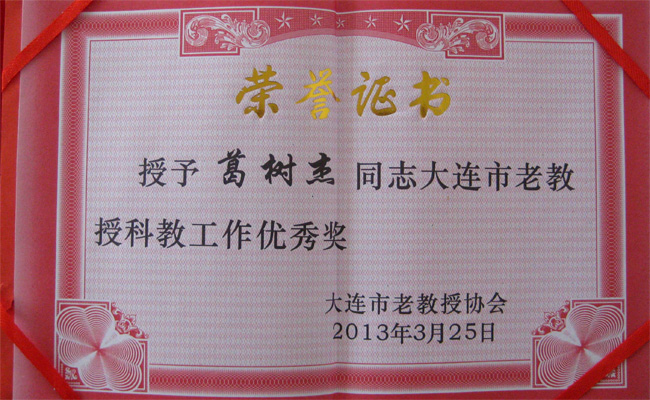 荣誉证书
授予 葛树杰 同志大连市老教
授科教工作优秀奖
大连市老教授协会
2013年3月25日